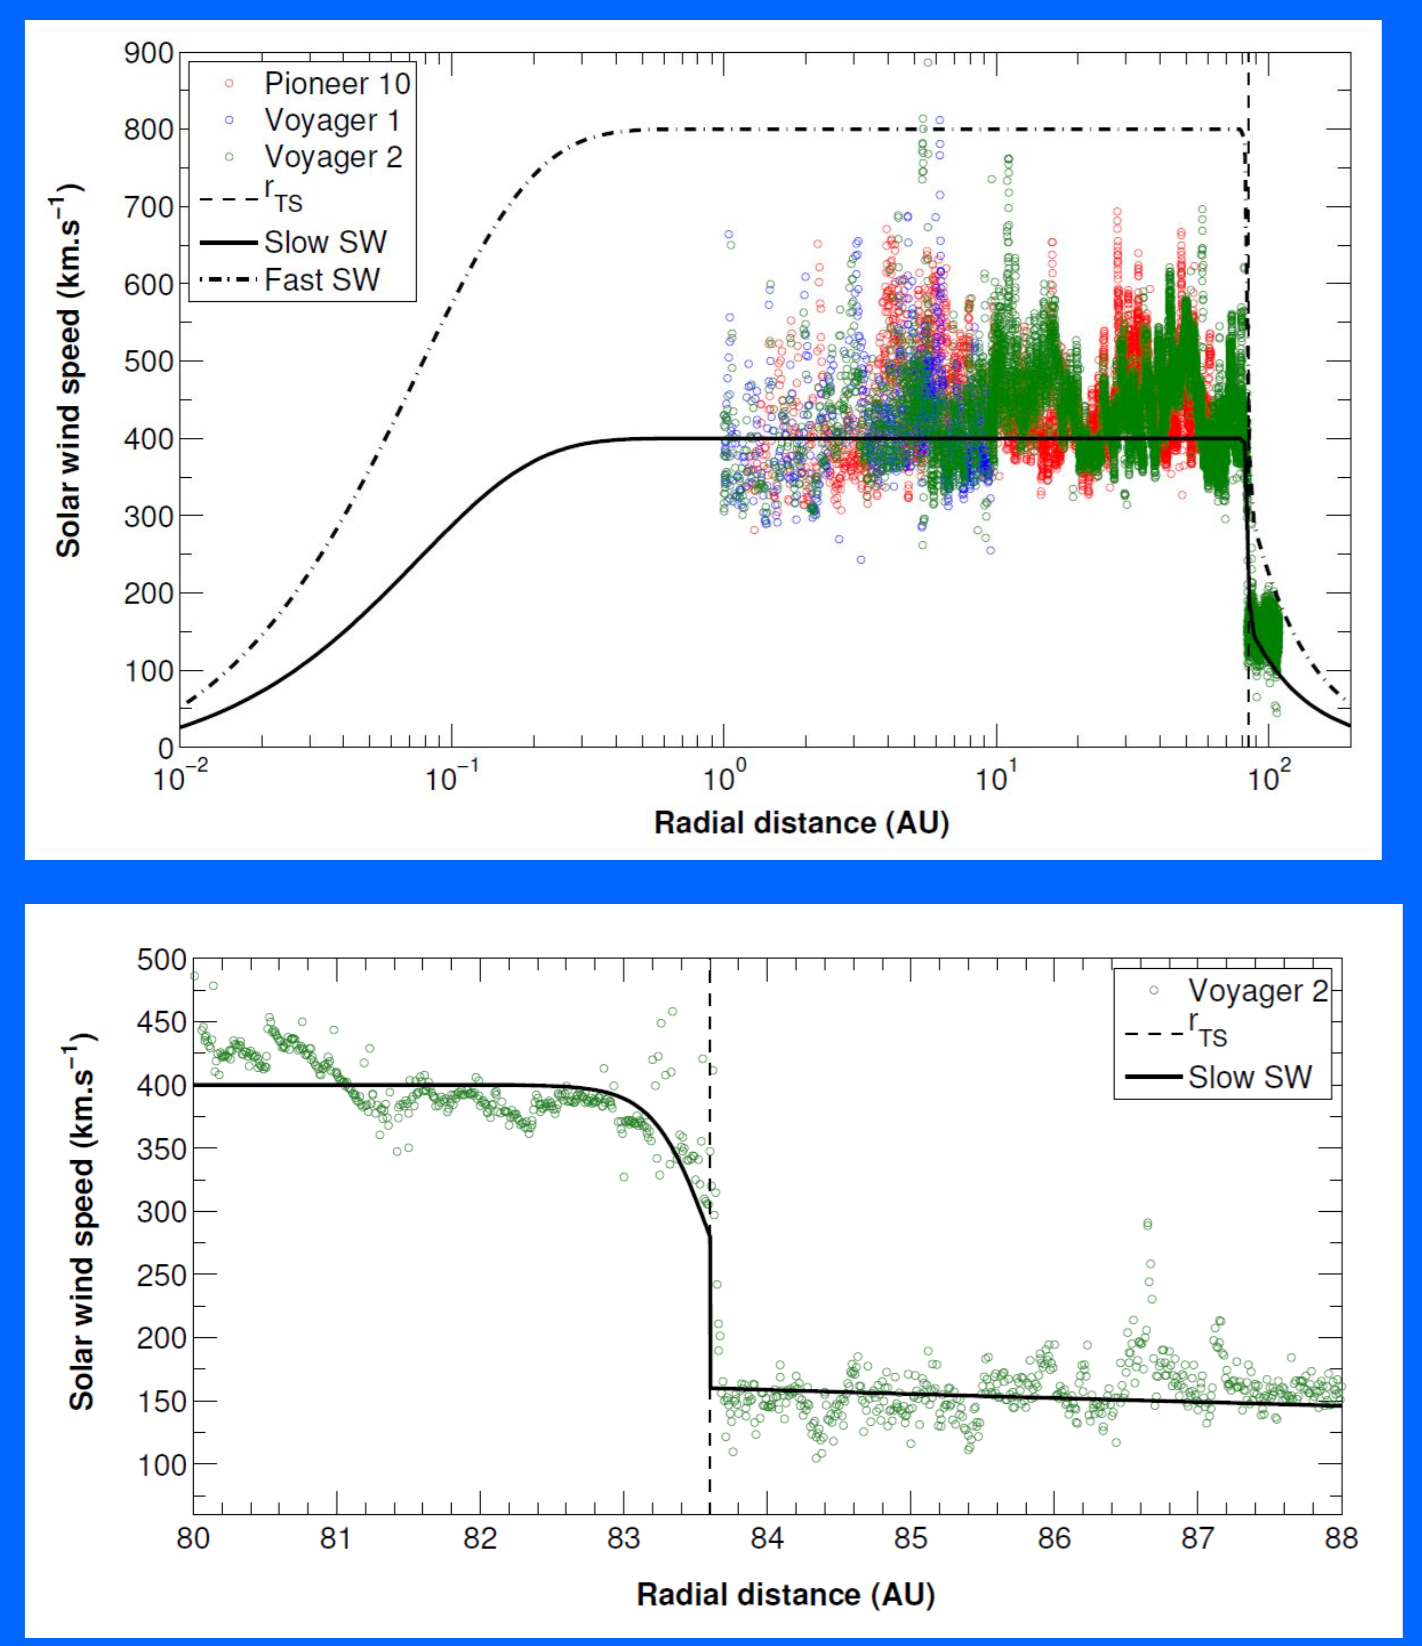 900
800
700
600
500
400
300
200
100
0
Solar wind speed (km.s⁻¹)
Pioneer 10
Voyager 1
Voyager 2
r_TS
Slow SW
Fast SW
10⁻² 10⁻¹ 10⁰ 10¹ 10²
Radial distance (AU)
500
450
400
350
300
250
200
150
100
Solar wind speed (km.s⁻¹)
Voyager 2
r_TS
Slow SW
80 81 82 83 84 85 86 87 88
Radial distance (AU)